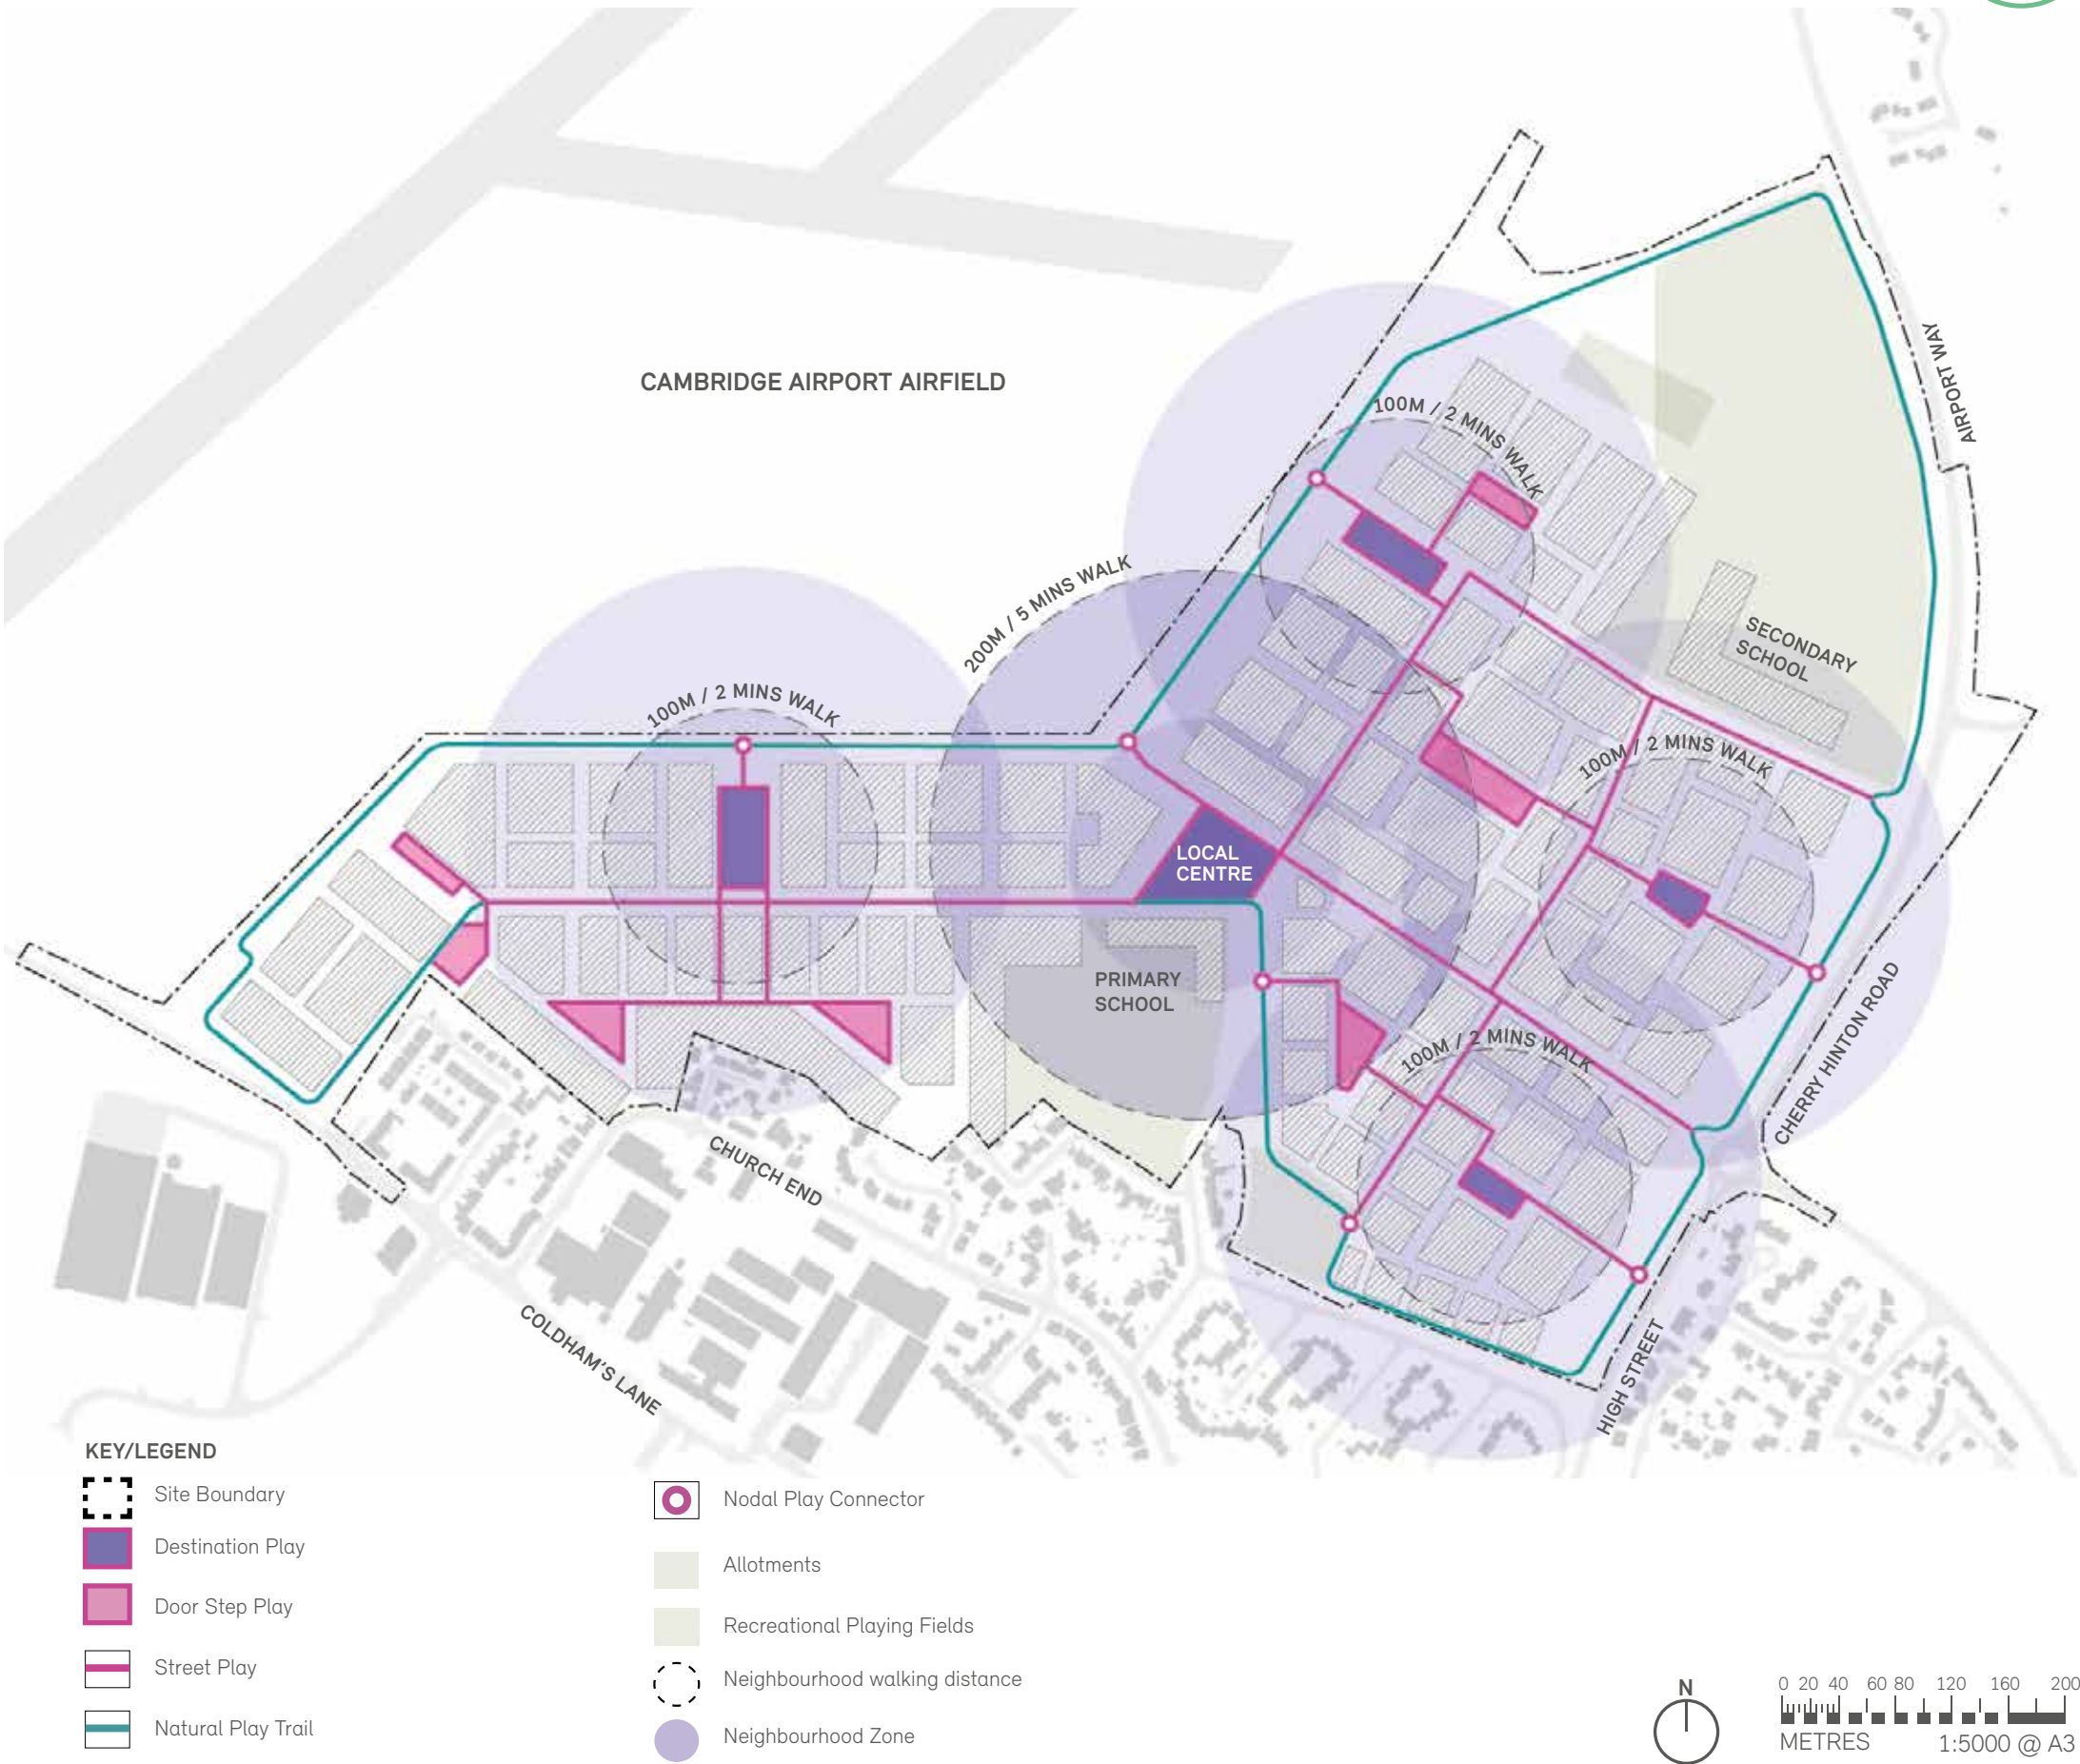 CAMBRIDGE AIRPORT AIRFIELD
AIRPORT WAY
100M / 2 MINS WALK
200M / 5 MINS WALK
SECONDARY
SCHOOL
100M / 2 MINS WALK
100M / 2 MINS WALK
LOCAL
CENTRE
PRIMARY
SCHOOL
100M / 2 MINS WALK
CHERRY HINTON ROAD
CHURCH END
COLDHAM'S LANE
HIGH STREET
KEY/LEGEND
Site Boundary
Destination Play
Door Step Play
Street Play
Natural Play Trail
Nodal Play Connector
Allotments
Recreational Playing Fields
Neighbourhood walking distance
Neighbourhood Zone
N
0 20 40 60 80 120 160 200
METRES 1:5000 @ A3